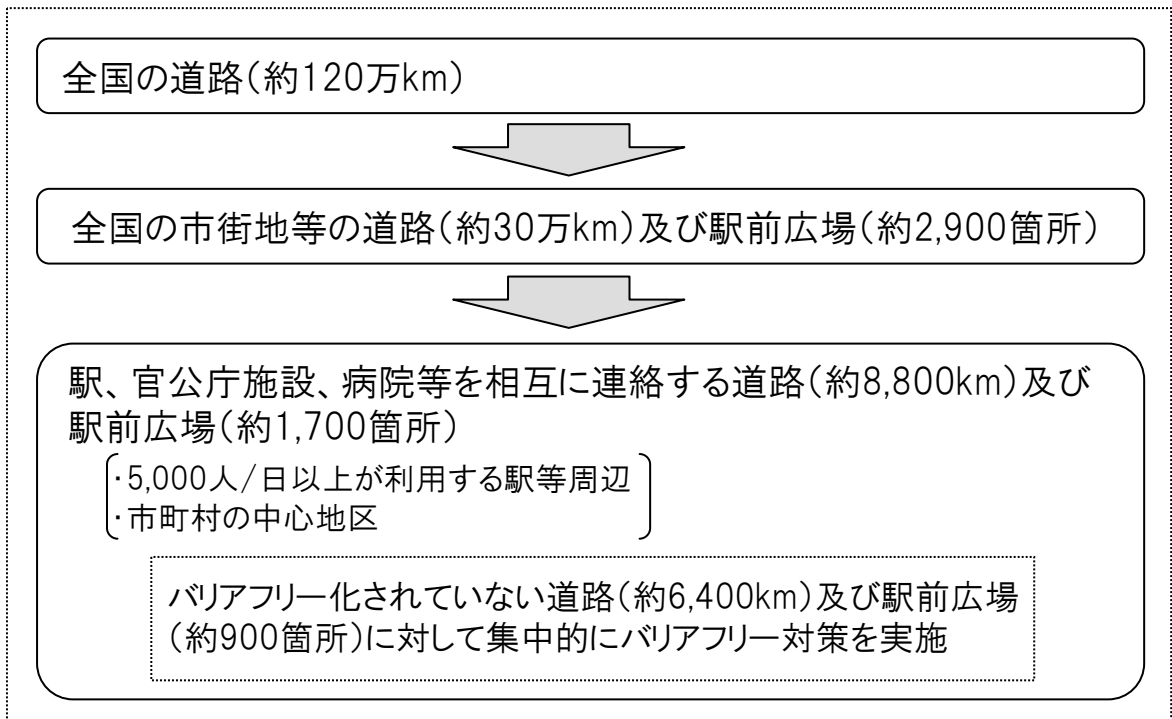 全国の道路(約120万km)
全国の市街地等の道路(約30万km)及び駅前広場(約2,900箇所)
駅、官公庁施設、病院等を相互に連絡する道路(約8,800km)及び
駅前広場(約1,700箇所)
・5,000人/日以上が利用する駅等周辺
・市町村の中心地区
バリアフリー化されていない道路(約6,400km)及び駅前広場
(約900箇所)に対して集中的にバリアフリー対策を実施